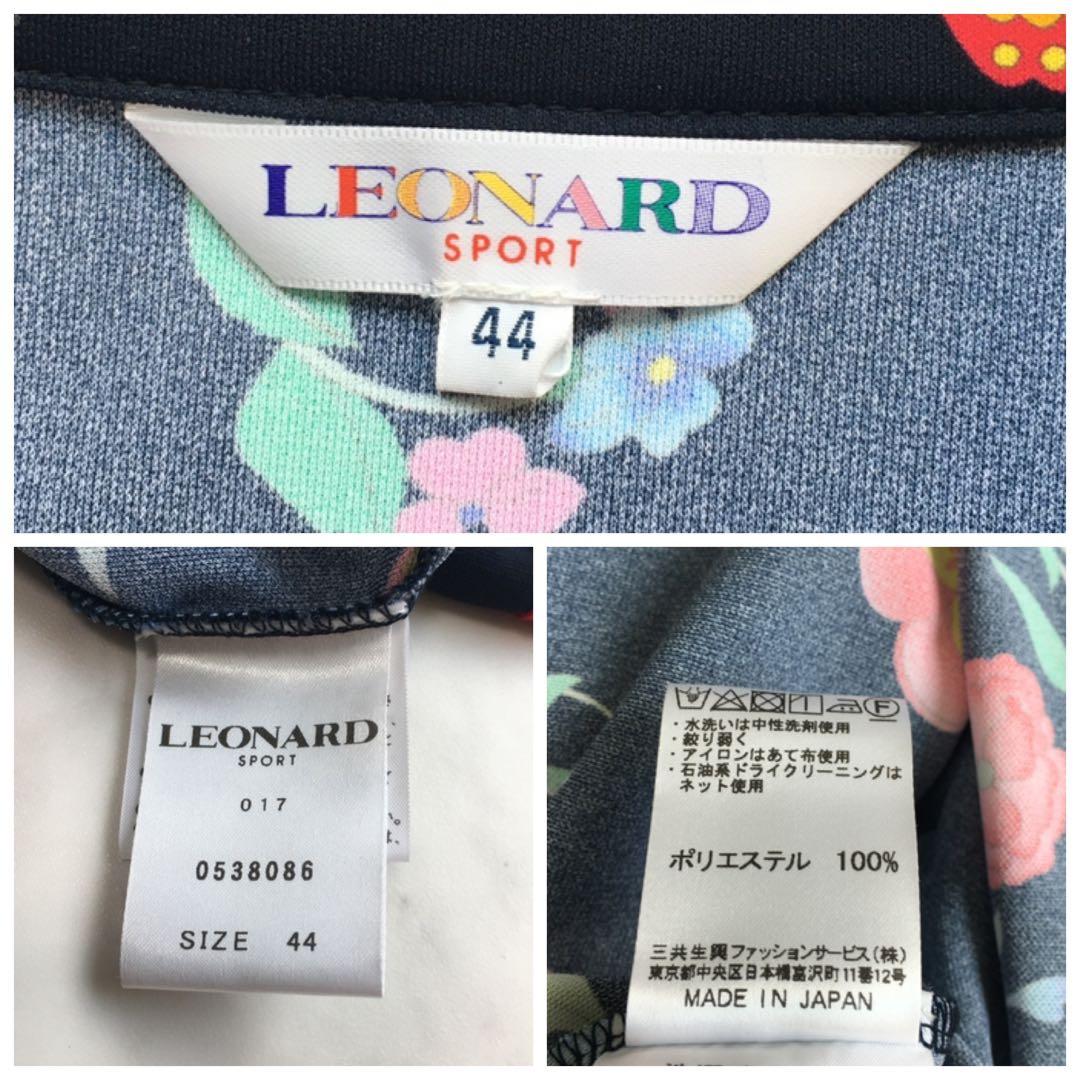 LEONARD
SPORT
44
LEONARD
SPORT
017
0538086
SIZE 44
・水洗いは中性洗剤使用
・絞り弱く
・アイロンはあて布使用
・石油系ドライクリーニングは
ネット使用
ポリエステル 100%
三共生興ファッションサービス(株)
東京都中央区日本橋富沢町11番12号
MADE IN JAPAN